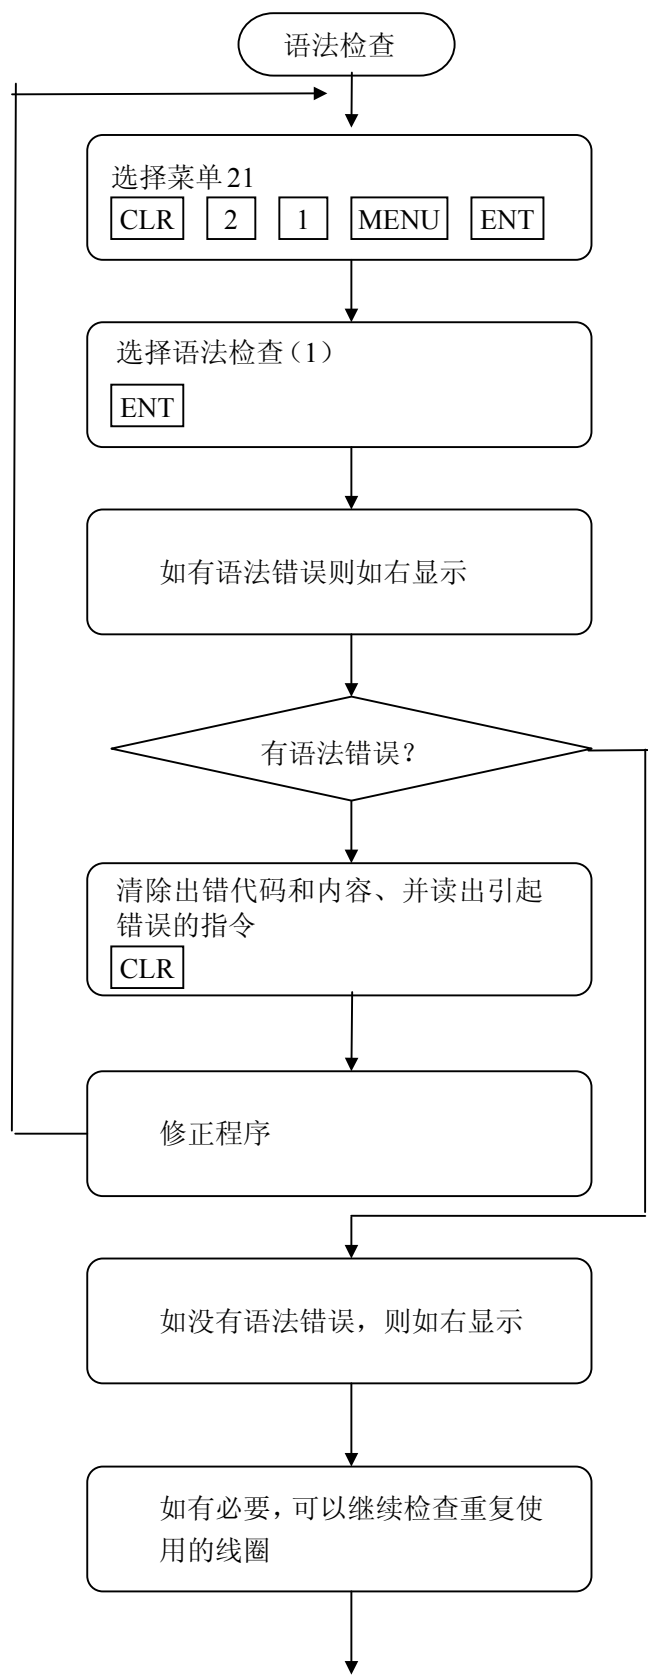 语法检查
选择菜单21
CLR 2 1 MENU ENT
选择语法检查(1)
ENT
如有语法错误则如右显示
有语法错误?
清除出错代码和内容、并读出引起
错误的指令
CLR
修正程序
如没有语法错误,则如右显示
如有必要,可以继续检查重复使
用的线圈